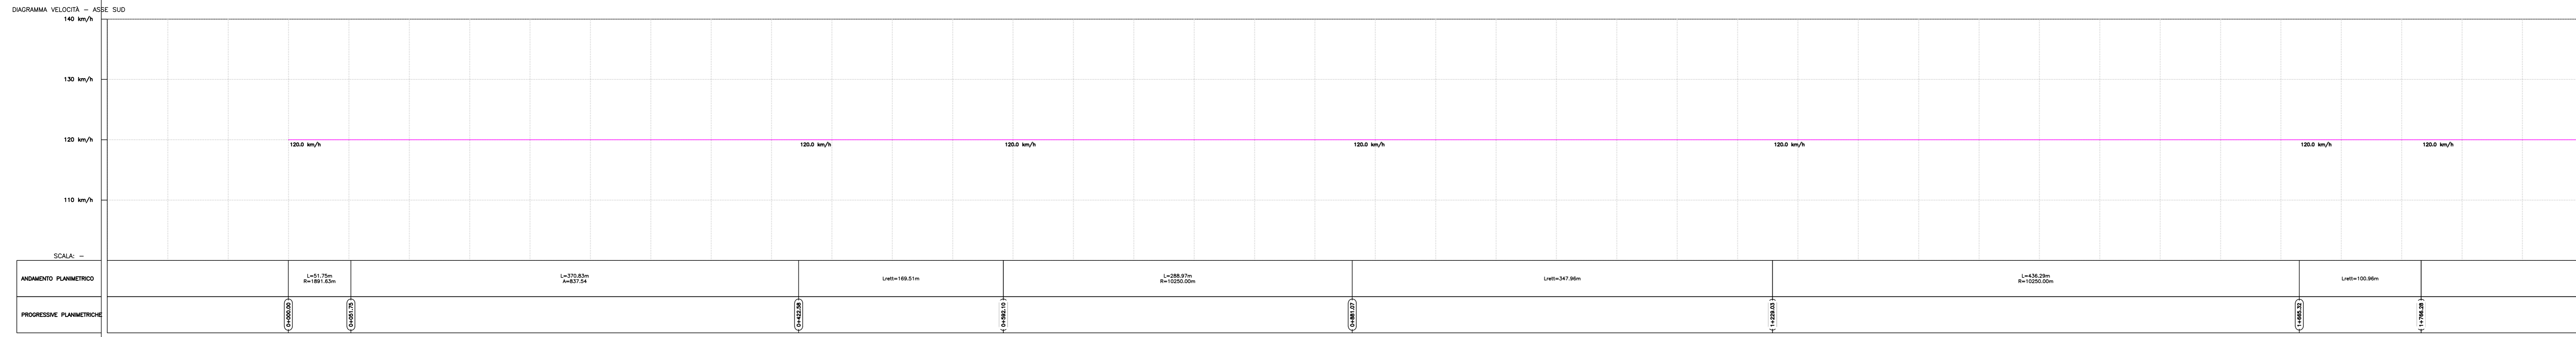 DIAGRAMMA VELOCITÀ – ASSE SUD
140 km/h
130 km/h
120 km/h
120.0 km/h
120.0 km/h
120.0 km/h
120.0 km/h
120.0 km/h
120.0 km/h
120.0 km/h
110 km/h
SCALA: –
ANDAMENTO PLANIMETRICO
L=51.75m
R=1891.63m
L=370.83m
A=837.54
Lrett=169.51m
L=288.97m
R=10250.00m
Lrett=347.96m
L=436.29m
R=10250.00m
Lrett=100.96m
PROGRESSIVE PLANIMETRICHE
0+000.00
0+051.75
0+422.58
0+592.10
0+881.07
1+229.03
1+665.32
1+766.28